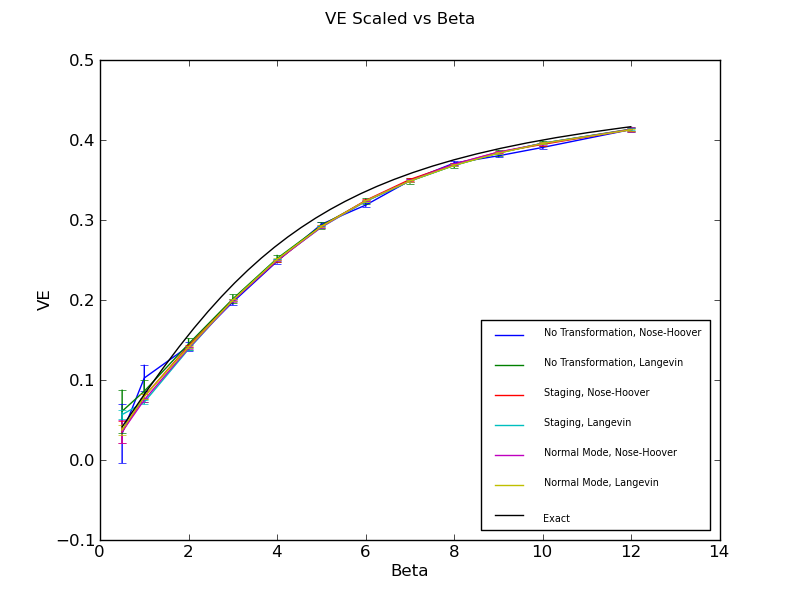 VE Scaled vs Beta
0.5
0.4
0.3
0.2
0.1
0.0
−0.1
VE
No Transformation, Nose-Hoover
No Transformation, Langevin
Staging, Nose-Hoover
Staging, Langevin
Normal Mode, Nose-Hoover
Normal Mode, Langevin
Exact
0 2 4 6 8 10 12 14
Beta